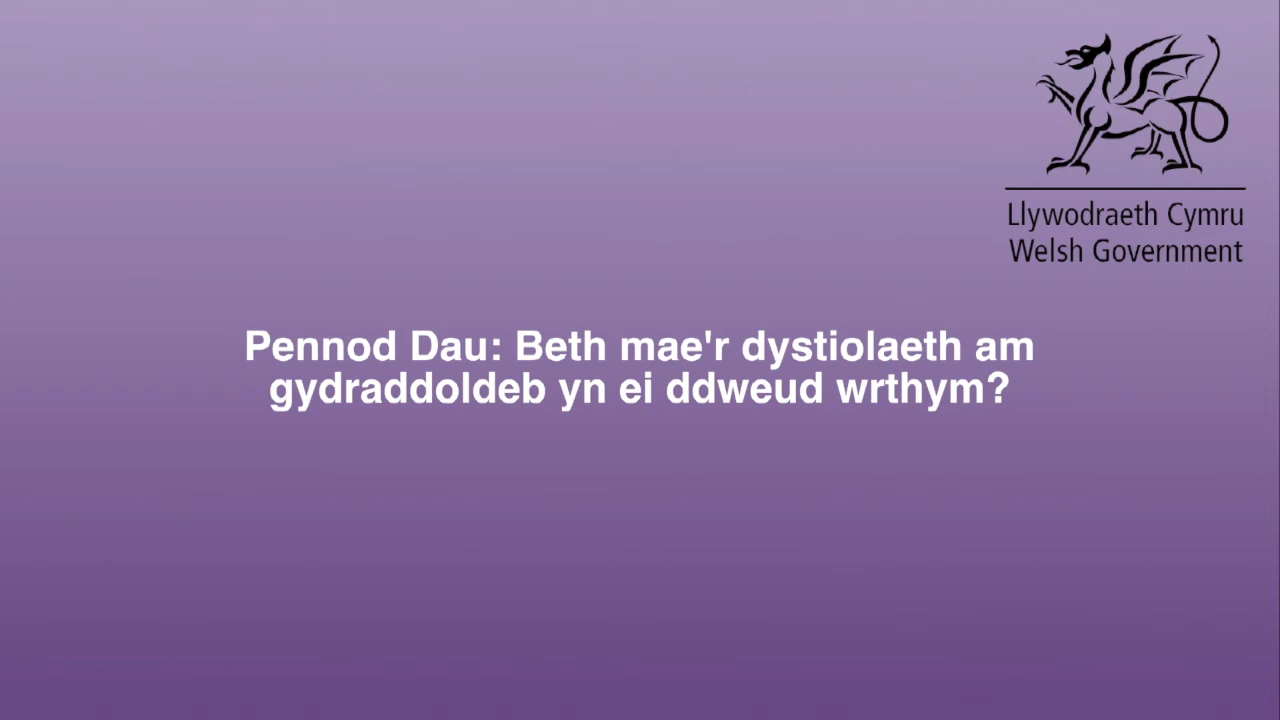 Llywodraeth Cymru
Welsh Government
Pennod Dau: Beth mae'r dystiolaeth am
gydraddoldeb yn ei ddweud wrthym?